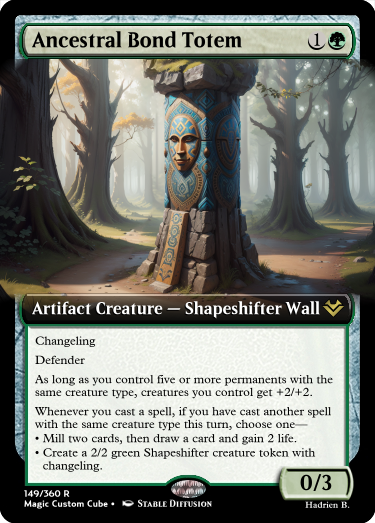 Ancestral Bond Totem 1
Artifact Creature — Shapeshifter Wall
Changeling
Defender
As long as you control five or more permanents with the
same creature type, creatures you control get +2/+2.
Whenever you cast a spell, if you have cast another spell
with the same creature type this turn, choose one—
• Mill two cards, then draw a card and gain 2 life.
• Create a 2/2 green Shapeshifter creature token with
changeling.
0/3
149/360 R
Magic Custom Cube • Stable Diffusion
Hadrien B.